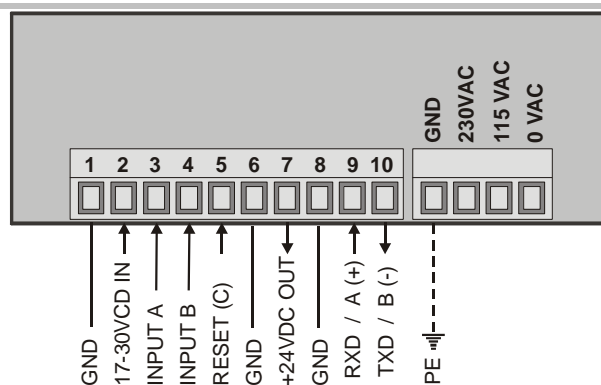 GND
230VAC
115 VAC
0 VAC
1 2 3 4 5 6 7 8 9 10
GND
17-30VCD IN
INPUT A
INPUT B
RESET (C)
GND
+24VDC OUT
GND
RXD / A (+)
TXD / B (-)
PE